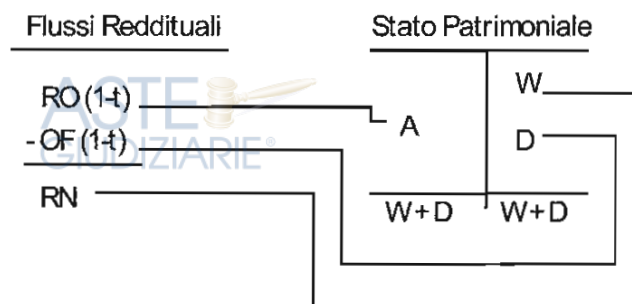 Flussi Reddituali
Stato Patrimoniale
RO (1-t)
- OF (1-t)
RN
A
W
D
W+D
W+D
ASTE
GIUDIZIARIE®